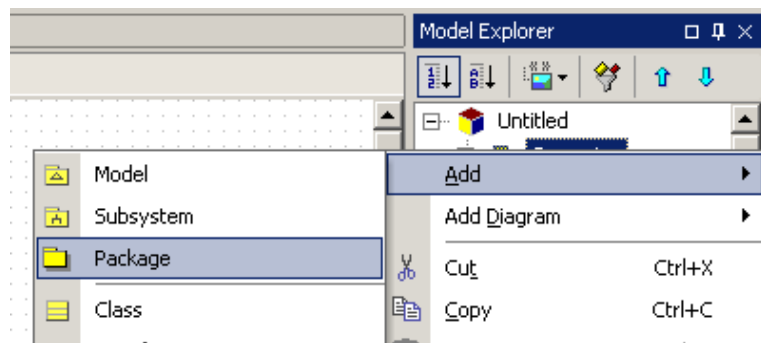 Model Explorer
Untitled
Model
Add
Subsystem
Add Diagram
Package
Cut Ctrl+X
Class
Copy Ctrl+C